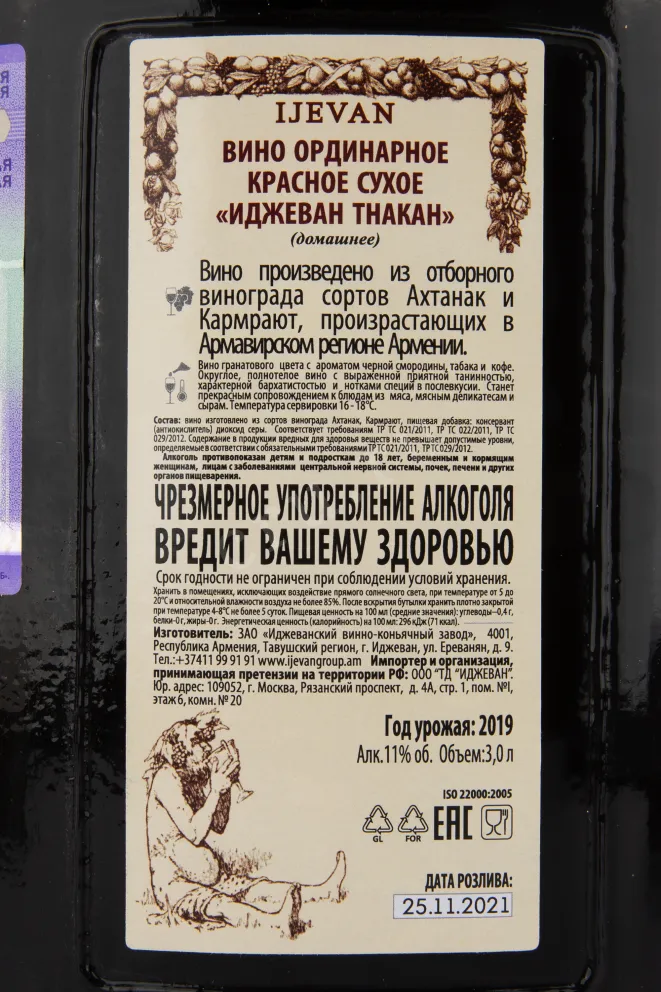 Я
Я
АЯ
АЯ
Б-.
IJEVAN
ВИНО ОРДИНАРНОЕ
КРАСНОЕ СУХОЕ
«ИДЖЕВАН ТНАКАН»
(домашнее)
Вино произведено из отборного
винограда сортов Ахтанак и
Кармрают, произрастающих в
Армавирском регионе Армении.
Вино гранатового цвета с ароматом черной смородины, табака и кофе.
Округлое, полнотелое вино с выраженной приятной танинностью,
характерной бархатистостью и нотками специй в послевкусии. Станет
прекрасным сопровождением к блюдам из мяса, мясным деликатесам и
сырам. Температура сервировки 16 - 18°C.
Состав: вино изготовлено из сортов винограда Ахтанак, Кармрают, пищевая добавка: консервант
(антиокислитель) диоксид серы. Соответствует требованиям ТР ТС 021/2011, ТР ТС 022/2011, ТР ТС
029/2012. Содержание в продукции вредных для здоровья веществ не превышает допустимые уровни,
определяемые в соответствии с обязательными требованиями ТР ТС 021/2011, ТР ТС 029/2012.
Алкоголь противопоказан детям и подросткам до 18 лет, беременным и кормящим
женщинам, лицам с заболеваниями центральной нервной системы, почек, печени и других
органов пищеварения.
ЧРЕЗМЕРНОЕ УПОТРЕБЛЕНИЕ АЛКОГОЛЯ
ВРЕДИТ ВАШЕМУ ЗДОРОВЬЮ
Срок годности не ограничен при соблюдении условий хранения.
Хранить в помещениях, исключающих воздействие прямого солнечного света, при температуре от 5 до
20°C и относительной влажности воздуха не более 85%. После вскрытия бутылки хранить плотно закрытой
при температуре 4-8°C не более 5 суток. Пищевая ценность на 100 мл (средние значения): углеводы–0,4 г,
белки-0 г, жиры-0 г. Энергетическая ценность (калорийность) на 100 мл: 296 кДж (71 ккал).
Изготовитель: ЗАО «Иджеванский винно-коньячный завод», 4001,
Республика Армения, Тавушский регион, г. Иджеван, ул. Ереванян, д. 9.
Тел.:+37411 99 91 91 www.ijevangroup.am Импортер и организация,
принимающая претензии на территории РФ: ООО "ТД "ИДЖЕВАН".
Юр. адрес: 109052, г. Москва, Рязанский проспект, д. 4А, стр. 1, пом. №I,
этаж 6, комн. № 20
Год урожая: 2019
Алк.11% об. Объем:3,0 л
ISO 22000:2005
GL FOR EAC
ДАТА РОЗЛИВА:
25.11.2021